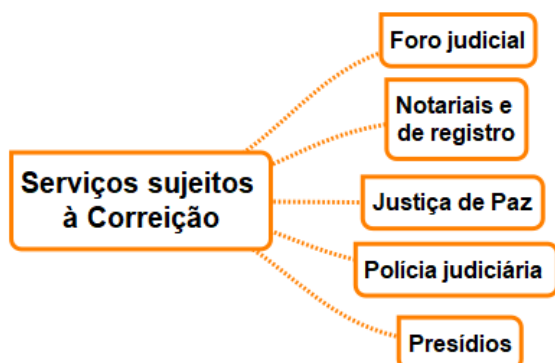 Foro judicial
Notariais e
de registro
Serviços sujeitos
à Correição
Justiça de Paz
Polícia judiciária
Presídios